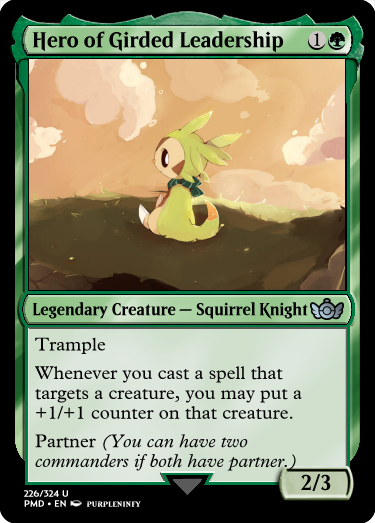 Hero of Girded Leadership 1
Legendary Creature — Squirrel Knight
Trample
Whenever you cast a spell that
targets a creature, you may put a
+1/+1 counter on that creature.
Partner (You can have two
commanders if both have partner.)
2/3
226/324 U
PMD • EN PURPLENINTY